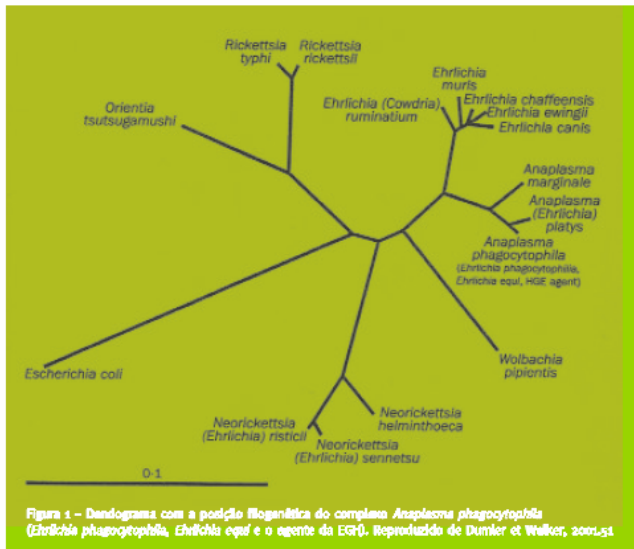 Rickettsia
typhi
Rickettsia
rickettsii
Orientia
tsutsugamushi
Ehrlichia
muris
Ehrlichia (Cowdria)
ruminatium
Ehrlichia chaffeensis
Ehrlichia ewingii
Ehrlichia canis
Anaplasma
marginale
Anaplasma
(Ehrlichia)
platys
Anaplasma
phagocytophila
(Ehrlichia phagocytophilia,
Ehrlichia equi, HGE agent)
Wolbachia
pipientis
Escherichia coli
Neorickettsia
helminthoeca
Neorickettsia
(Ehrlichia) risticii
Neorickettsia
(Ehrlichia) sennetsu
0-1
Figura 1 – Dendograma com a posição filogenética do complexo Anaplasma phagocytophila
(Ehrlichia phagocytophila, Ehrlichia equi e o agente da EGH). Reproduzido de Dumler et Walker, 2001.51